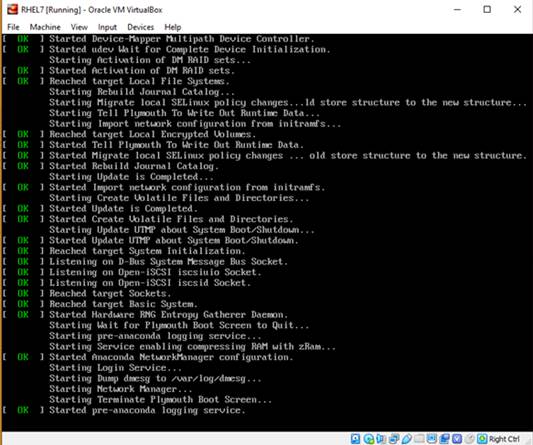 RHEL7 [Running] - Oracle VM VirtualBox
File Machine View Input Devices Help
[ OK ] Started Device-Mapper Multipath Device Controller.
[ OK ] Started udev Wait for Complete Device Initialization.
Starting Activation of DM RAID sets...
[ OK ] Started Activation of DM RAID sets.
[ OK ] Reached target Local File Systems.
Starting Rebuild Journal Catalog...
Starting Migrate local SELinux policy changes...ld store structure to the new structure...
Starting Tell Plymouth To Write Out Runtime Data...
Starting Import network configuration from initramfs...
[ OK ] Reached target Local Encrypted Volumes.
[ OK ] Started Tell Plymouth To Write Out Runtime Data.
[ OK ] Started Migrate local SELinux policy changes ... old store structure to the new structure.
[ OK ] Started Rebuild Journal Catalog.
Starting Update is Completed...
[ OK ] Started Import network configuration from initramfs.
Starting Create Volatile Files and Directories...
[ OK ] Started Update is Completed.
[ OK ] Started Create Volatile Files and Directories.
Starting Update UTMP about System Boot/Shutdown...
[ OK ] Started Update UTMP about System Boot/Shutdown.
[ OK ] Reached target System Initialization.
[ OK ] Listening on D-Bus System Message Bus Socket.
[ OK ] Listening on Open-iSCSI iscsiuio Socket.
[ OK ] Listening on Open-iSCSI iscsid Socket.
[ OK ] Reached target Sockets.
[ OK ] Reached target Basic System.
[ OK ] Started Hardware RNG Entropy Gatherer Daemon.
Starting Wait for Plymouth Boot Screen to Quit...
Starting pre-anaconda logging service...
Starting Service enabling compressing RAM with zRam...
[ OK ] Started Anaconda NetworkManager configuration.
Starting Login Service...
Starting Dump dmesg to /var/log/dmesg...
Starting Network Manager...
Starting Terminate Plymouth Boot Screen...
[ OK ] Started pre-anaconda logging service.
Right Ctrl